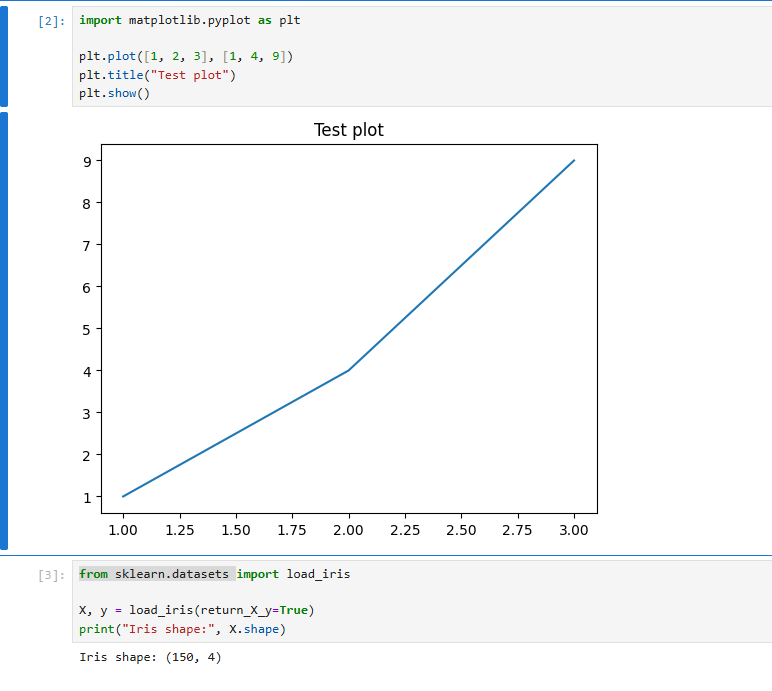 [2]: import matplotlib.pyplot as plt
plt.plot([1, 2, 3], [1, 4, 9])
plt.title("Test plot")
plt.show()
Test plot
9
8
7
6
5
4
3
2
1
1.00 1.25 1.50 1.75 2.00 2.25 2.50 2.75 3.00
[3]: from sklearn.datasets import load_iris
X, y = load_iris(return_X_y=True)
print("Iris shape:", X.shape)
Iris shape: (150, 4)